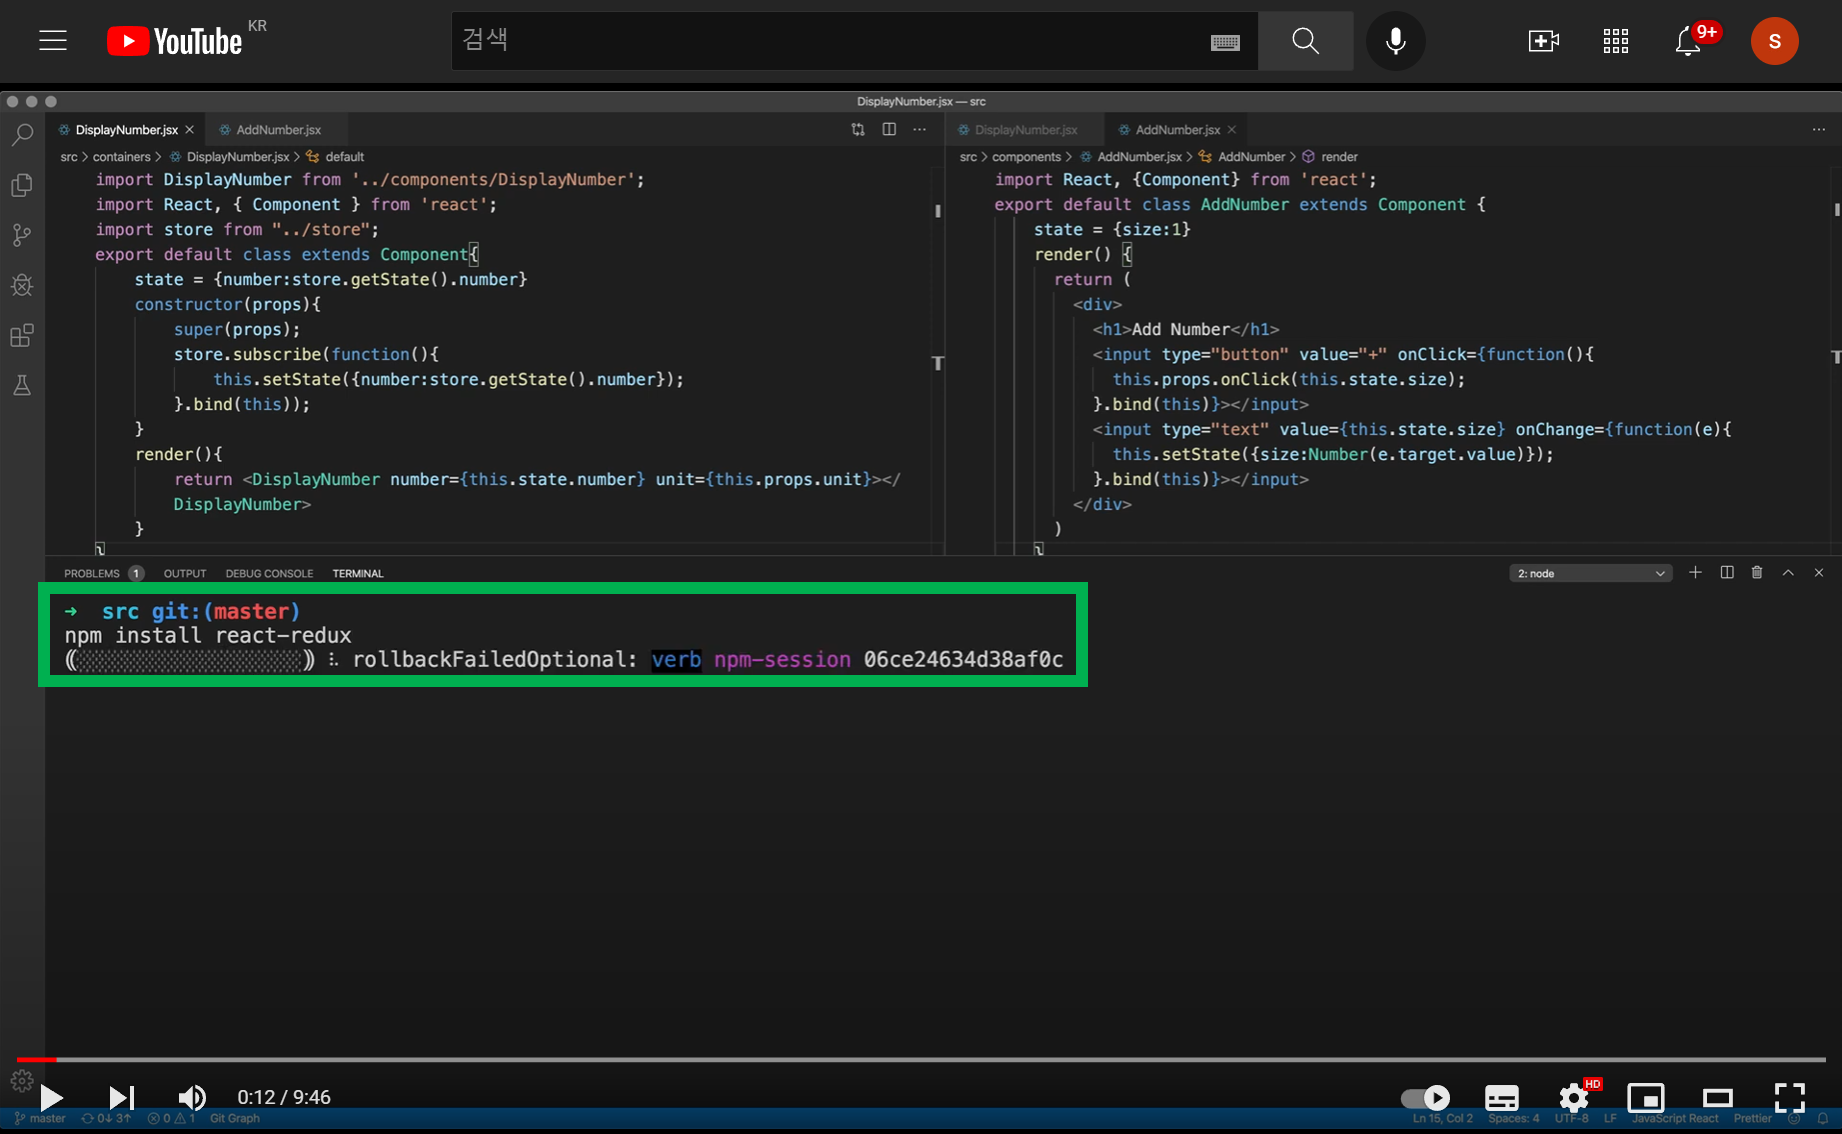 YouTube KR
검색
9+
S
DisplayNumber.jsx — src
DisplayNumber.jsx × AddNumber.jsx
src > containers > DisplayNumber.jsx > default
import DisplayNumber from '../components/DisplayNumber';
import React, { Component } from 'react';
import store from "../store";
export default class extends Component{
state = {number:store.getState().number}
constructor(props){
super(props);
store.subscribe(function(){
this.setState({number:store.getState().number});
}.bind(this));
}
render(){
return <DisplayNumber number={this.state.number} unit={this.props.unit}></
DisplayNumber>
}
}
DisplayNumber.jsx AddNumber.jsx ×
src > components > AddNumber.jsx > AddNumber > render
import React, {Component} from 'react';
export default class AddNumber extends Component {
state = {size:1}
render() {
return (
<div>
<h1>Add Number</h1>
<input type="button" value="+" onClick={function(){
this.props.onClick(this.state.size);
}.bind(this)}></input>
<input type="text" value={this.state.size} onChange={function(e){
this.setState({size:Number(e.target.value)});
}.bind(this)}></input>
</div>
)
}
PROBLEMS 1 OUTPUT DEBUG CONSOLE TERMINAL 2: node
➜ src git:(master)
npm install react-redux
rollbackFailedOptional: verb npm-session 06ce24634d38af0c
0:12 / 9:46
HD
master 0↓ 3↑ 0 1 Git Graph
Ln 15, Col 2 Spaces: 4 UTF-8 LF JavaScript React Prettier